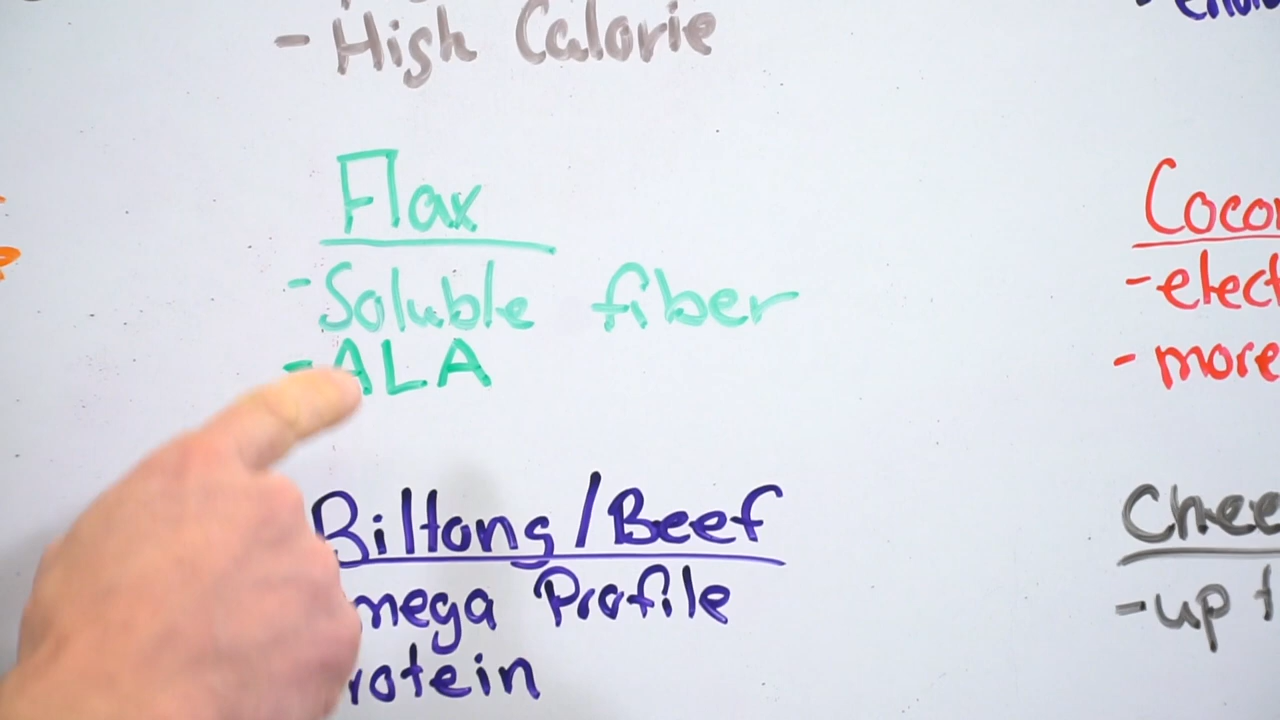 - High Calorie
Flax
- Soluble fiber
- ALA
Biltong/Beef
mega Profile
rotein
Coco
- elect
- more
Chee
- up t